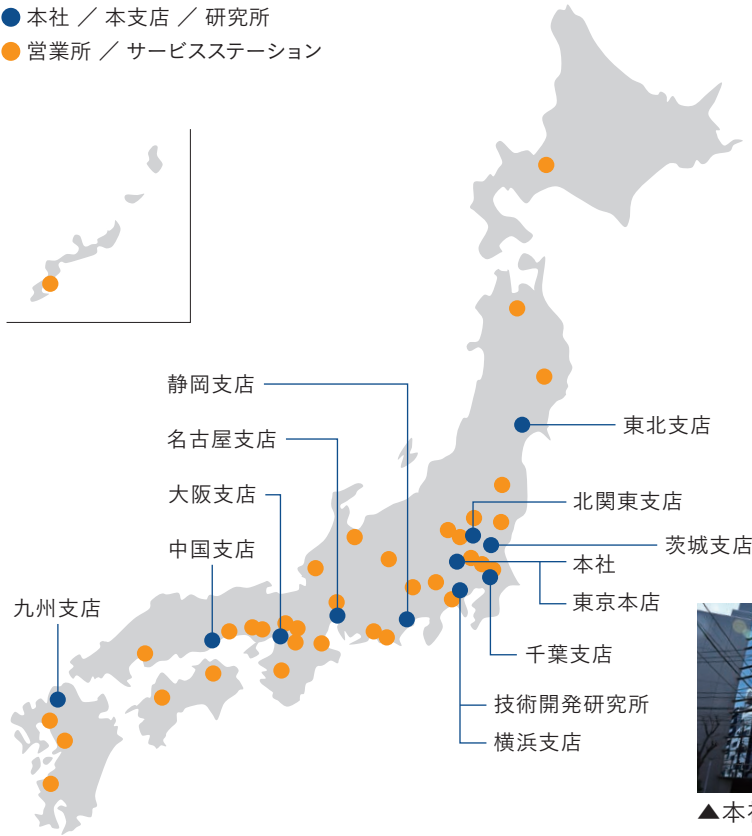 本社 ／ 本支店 ／ 研究所
営業所 ／ サービスステーション
静岡支店
名古屋支店
大阪支店
中国支店
九州支店
東北支店
北関東支店
茨城支店
本社
東京本店
千葉支店
技術開発研究所
横浜支店
▲本